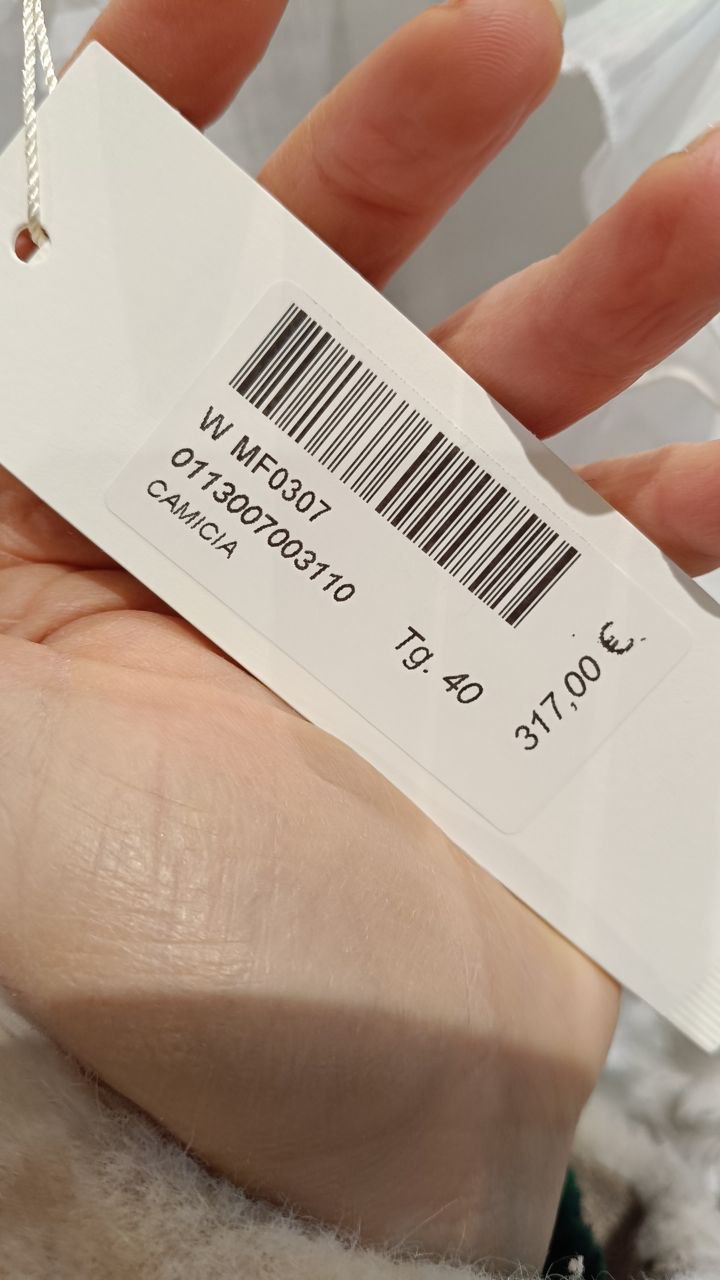 W MF0307
0113007003110
CAMICIA
Tg. 40
317,00 €